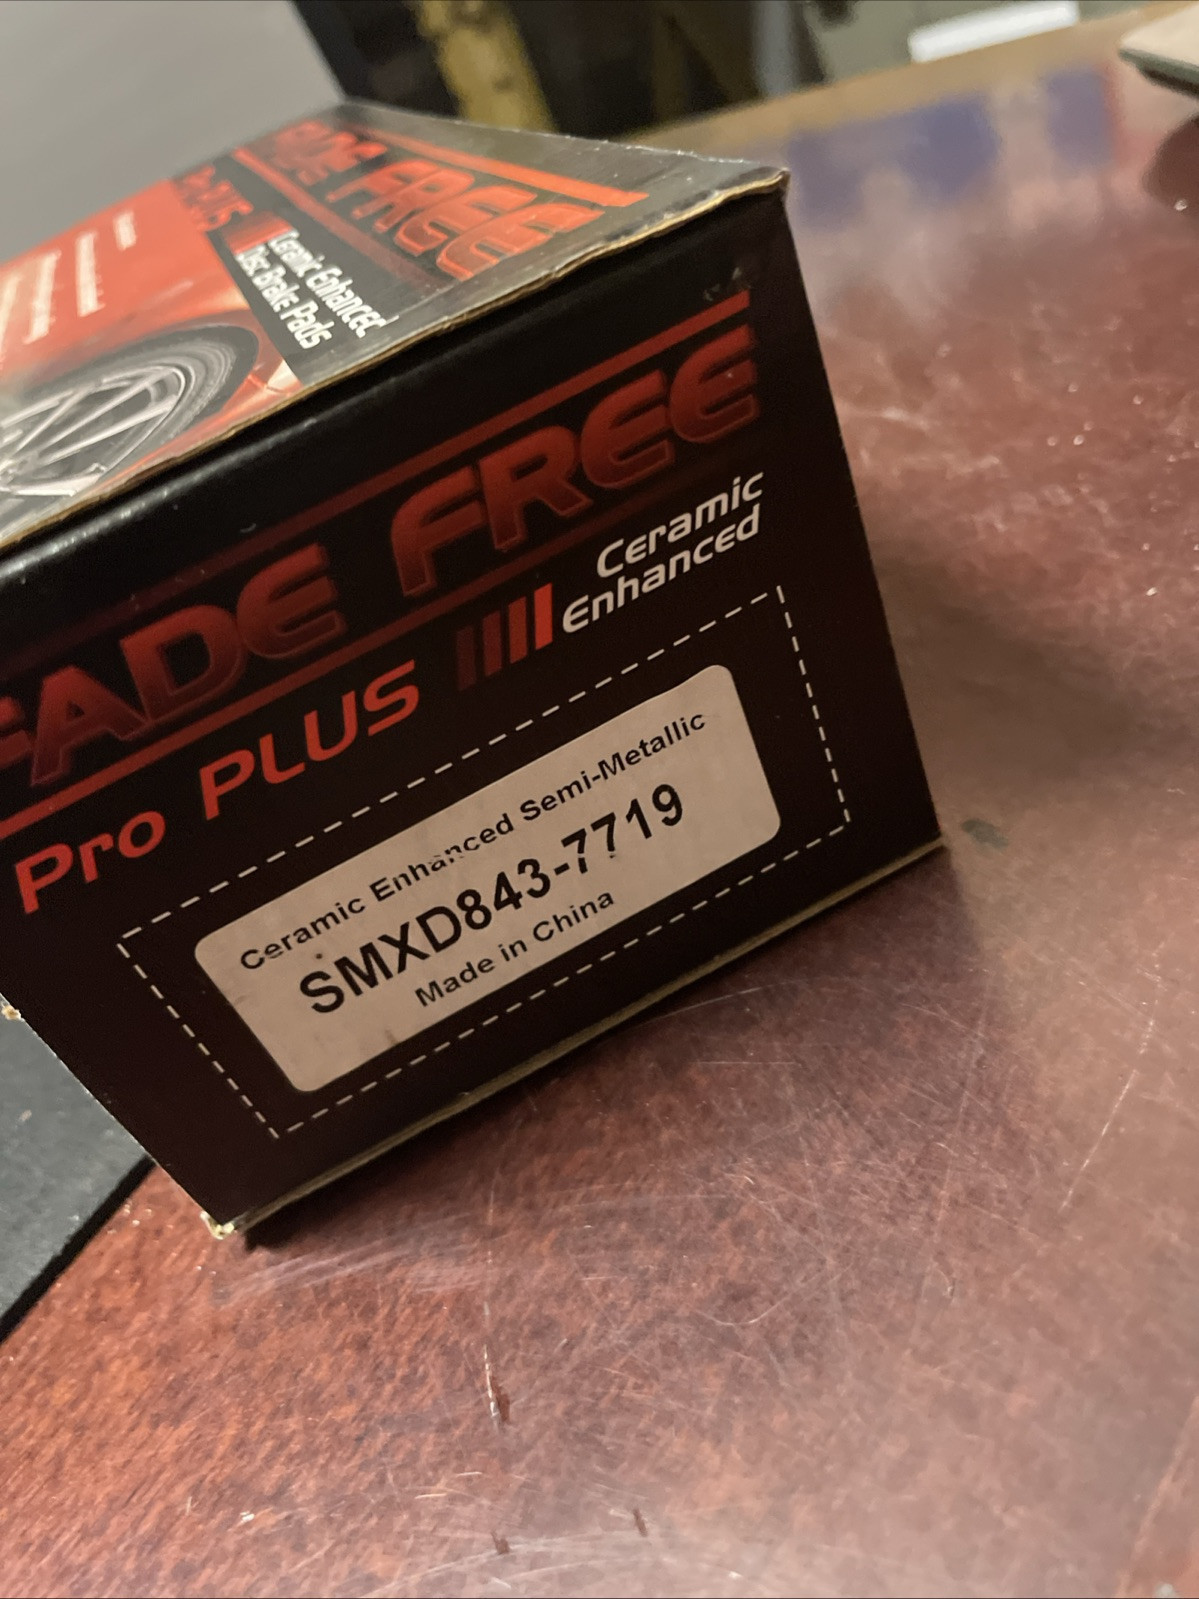 FADE FREE
Ceramic Enhanced
Disc Brake Pads
FADE FREE
Pro PLUS
Ceramic
Enhanced
Ceramic Enhanced Semi-Metallic
SMXD843-7719
Made in China